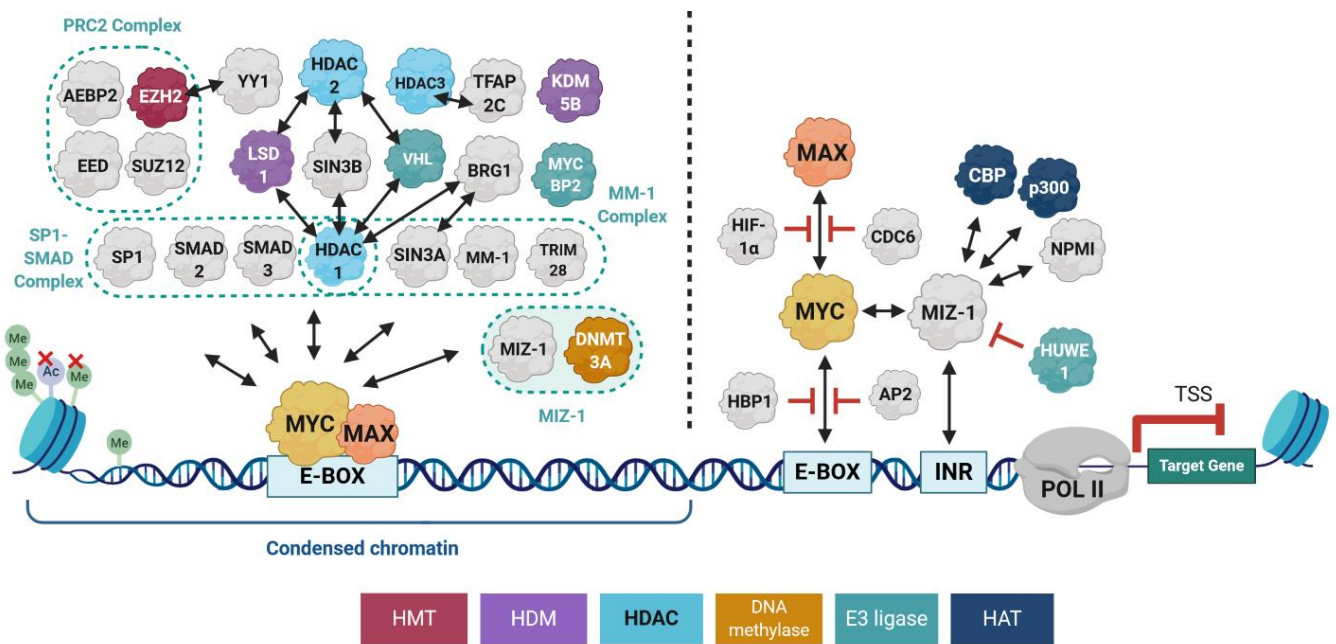 PRC2 Complex
AEBP2
EZH2
YY1
HDAC
2
HDAC3
TFAP
2C
KDM
5B
EED
SUZ12
LSD
1
SIN3B
VHL
BRG1
MYC
BP2
MM-1
Complex
SP1-
SMAD
Complex
SP1
SMAD
2
SMAD
3
HDAC
1
SIN3A
MM-1
TRIM
28
MIZ-1
DNMT
3A
MIZ-1
Me
Me
Me
Ac
Me
Me
MYC
MAX
E-BOX
Condensed chromatin
MAX
CBP
p300
HIF-
1α
CDC6
NPMI
MYC
MIZ-1
HUWE
1
HBP1
AP2
E-BOX
INR
POL II
TSS
Target Gene
HMT
HDM
HDAC
DNA
methylase
E3 ligase
HAT